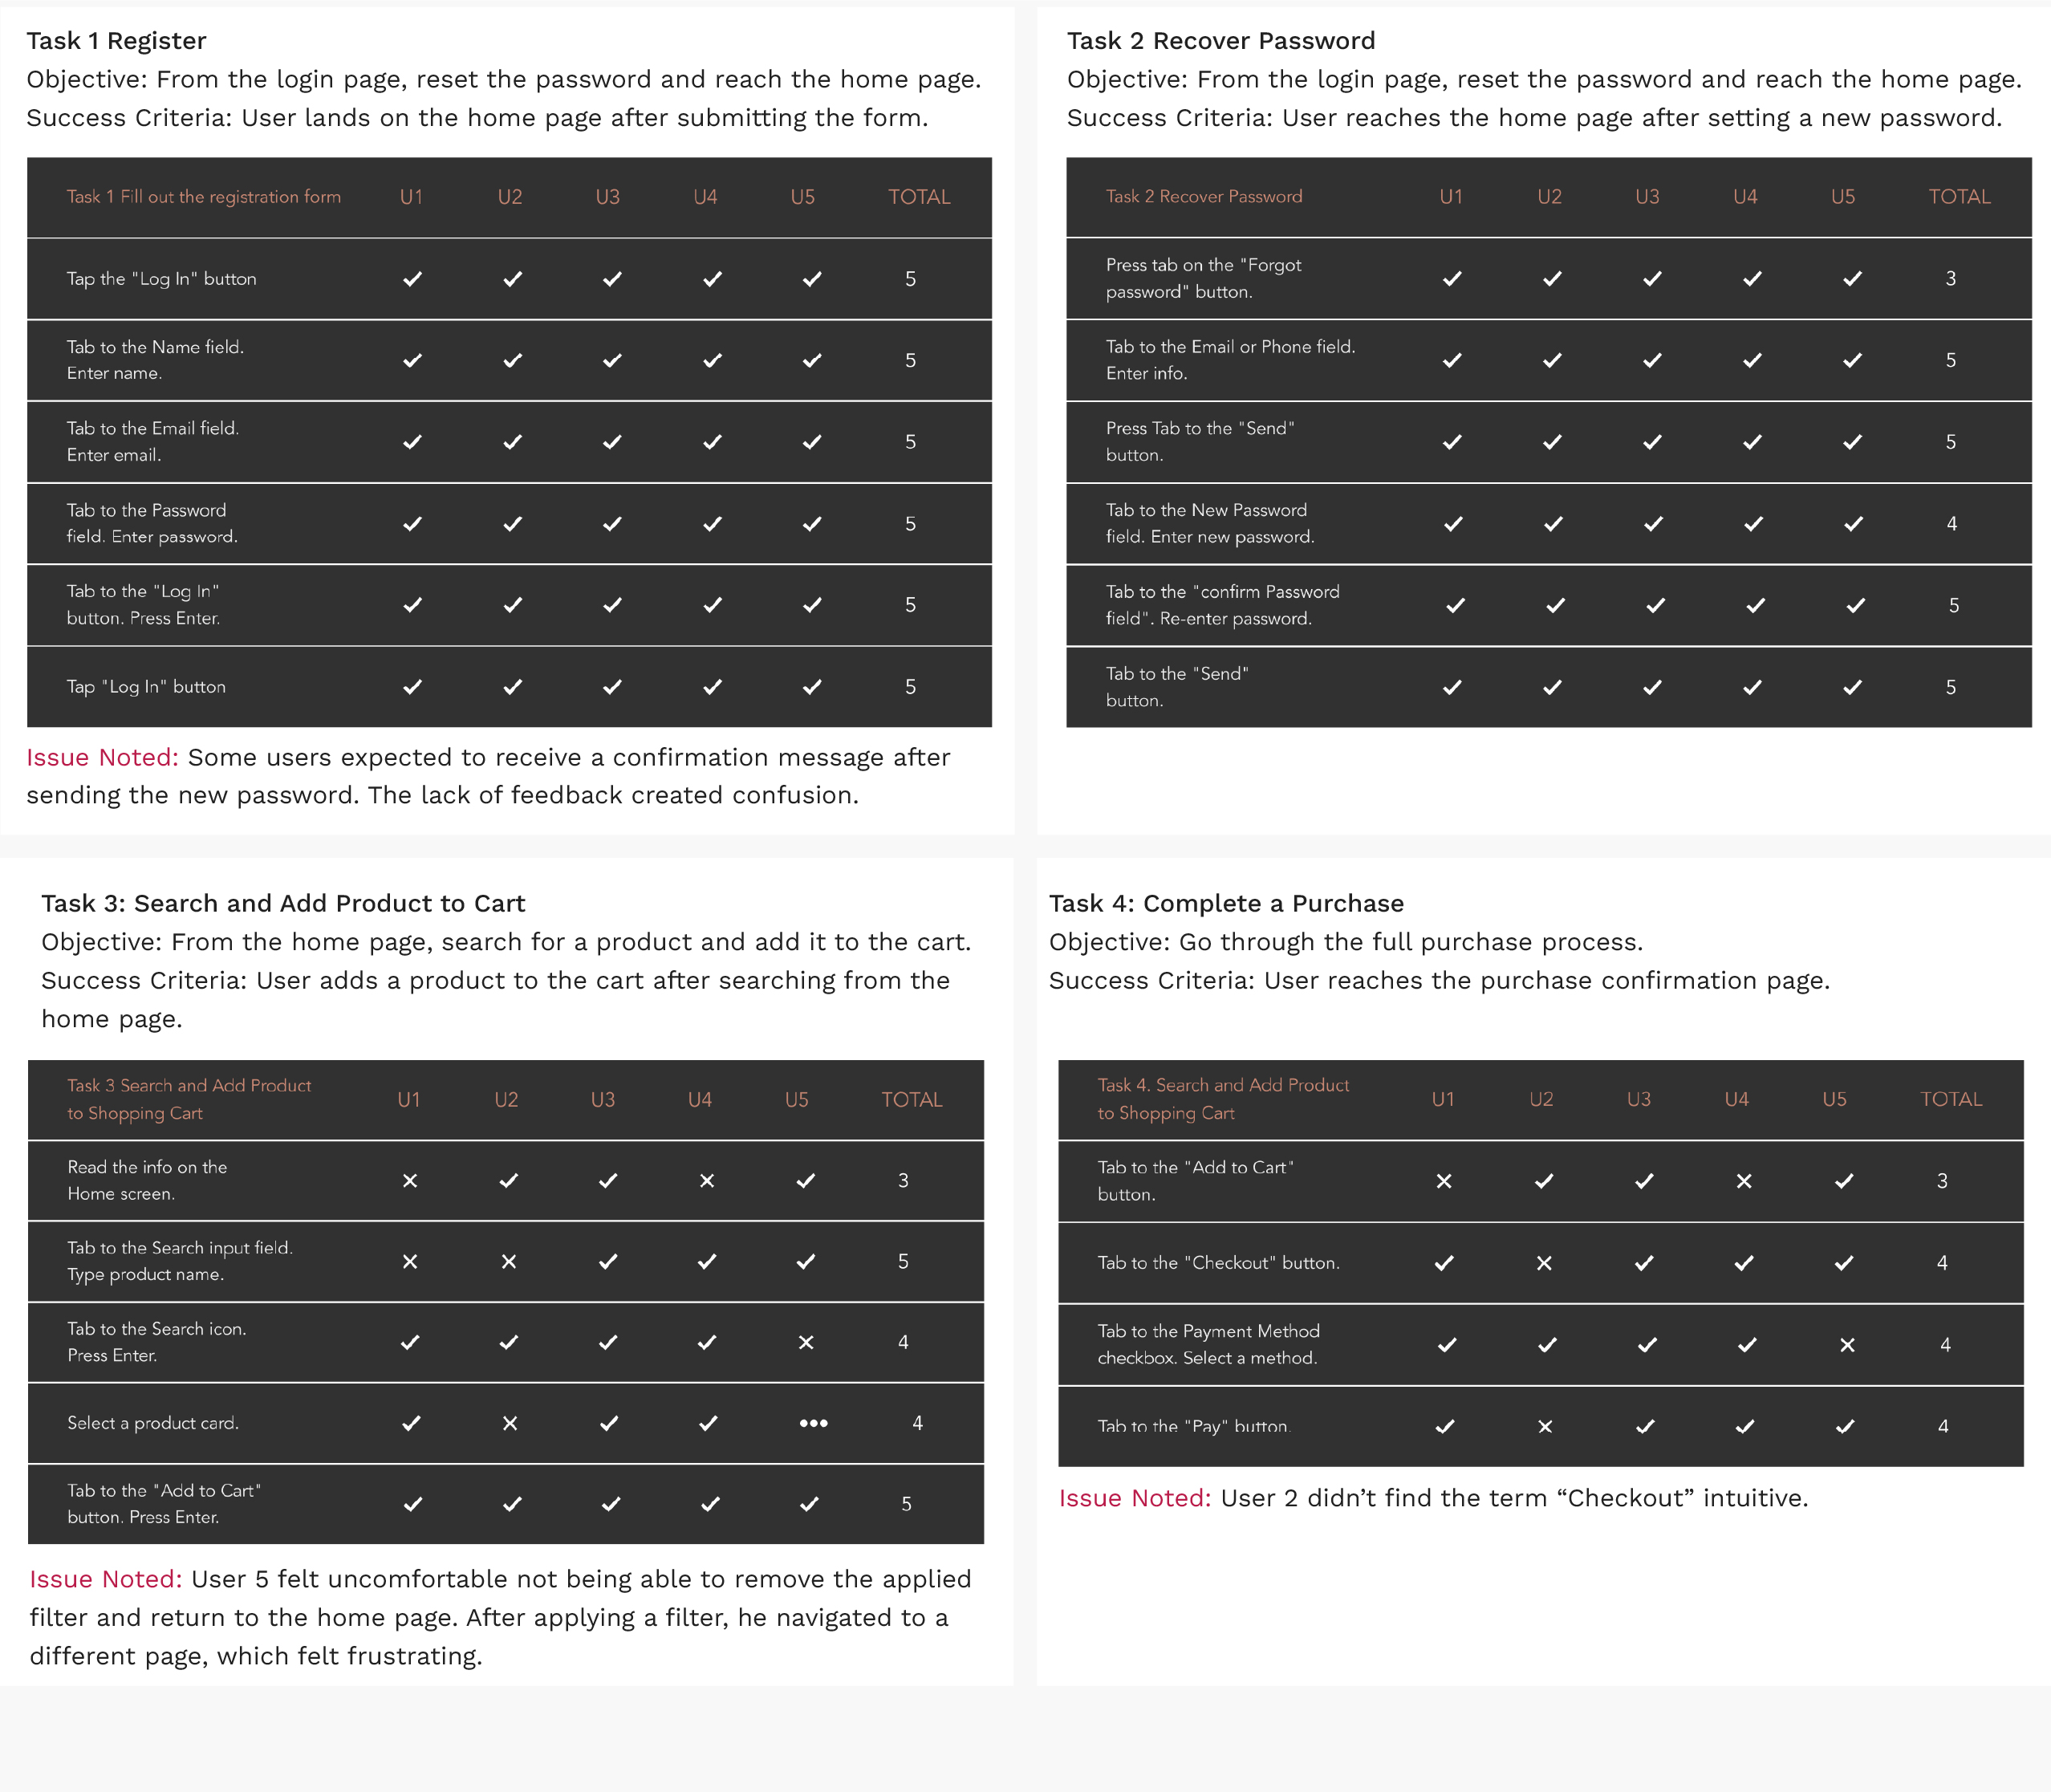 Task 1 Register
Objective: From the login page, reset the password and reach the home page.
Success Criteria: User lands on the home page after submitting the form.
Task 1 Fill out the registration form U1 U2 U3 U4 U5 TOTAL
Tap the "Log In" button ✓ ✓ ✓ ✓ ✓ 5
Tab to the Name field.
Enter name. ✓ ✓ ✓ ✓ ✓ 5
Tab to the Email field.
Enter email. ✓ ✓ ✓ ✓ ✓ 5
Tab to the Password
field. Enter password. ✓ ✓ ✓ ✓ ✓ 5
Tab to the "Log In"
button. Press Enter. ✓ ✓ ✓ ✓ ✓ 5
Tap "Log In" button ✓ ✓ ✓ ✓ ✓ 5
Issue Noted: Some users expected to receive a confirmation message after
sending the new password. The lack of feedback created confusion.
Task 2 Recover Password
Objective: From the login page, reset the password and reach the home page.
Success Criteria: User reaches the home page after setting a new password.
Task 2 Recover Password U1 U2 U3 U4 U5 TOTAL
Press tab on the "Forgot
password" button. ✓ ✓ ✓ ✓ ✓ 3
Tab to the Email or Phone field.
Enter info. ✓ ✓ ✓ ✓ ✓ 5
Press Tab to the "Send"
button. ✓ ✓ ✓ ✓ ✓ 5
Tab to the New Password
field. Enter new password. ✓ ✓ ✓ ✓ ✓ 4
Tab to the "confirm Password
field". Re-enter password. ✓ ✓ ✓ ✓ ✓ 5
Tab to the "Send"
button. ✓ ✓ ✓ ✓ ✓ 5
Task 3: Search and Add Product to Cart
Objective: From the home page, search for a product and add it to the cart.
Success Criteria: User adds a product to the cart after searching from the
home page.
Task 3 Search and Add Product
to Shopping Cart U1 U2 U3 U4 U5 TOTAL
Read the info on the
Home screen. ✕ ✓ ✓ ✕ ✓ 3
Tab to the Search input field.
Type product name. ✕ ✕ ✓ ✓ ✓ 5
Tab to the Search icon.
Press Enter. ✓ ✓ ✓ ✓ ✕ 4
Select a product card. ✓ ✕ ✓ ✓ ••• 4
Tab to the "Add to Cart"
button. Press Enter. ✓ ✓ ✓ ✓ ✓ 5
Issue Noted: User 5 felt uncomfortable not being able to remove the applied
filter and return to the home page. After applying a filter, he navigated to a
different page, which felt frustrating.
Task 4: Complete a Purchase
Objective: Go through the full purchase process.
Success Criteria: User reaches the purchase confirmation page.
Task 4. Search and Add Product
to Shopping Cart U1 U2 U3 U4 U5 TOTAL
Tab to the "Add to Cart"
button. ✕ ✓ ✓ ✕ ✓ 3
Tab to the "Checkout" button. ✓ ✕ ✓ ✓ ✓ 4
Tab to the Payment Method
checkbox. Select a method. ✓ ✓ ✓ ✓ ✕ 4
Tab to the "Pay" button. ✓ ✕ ✓ ✓ ✓ 4
Issue Noted: User 2 didn’t find the term “Checkout” intuitive.